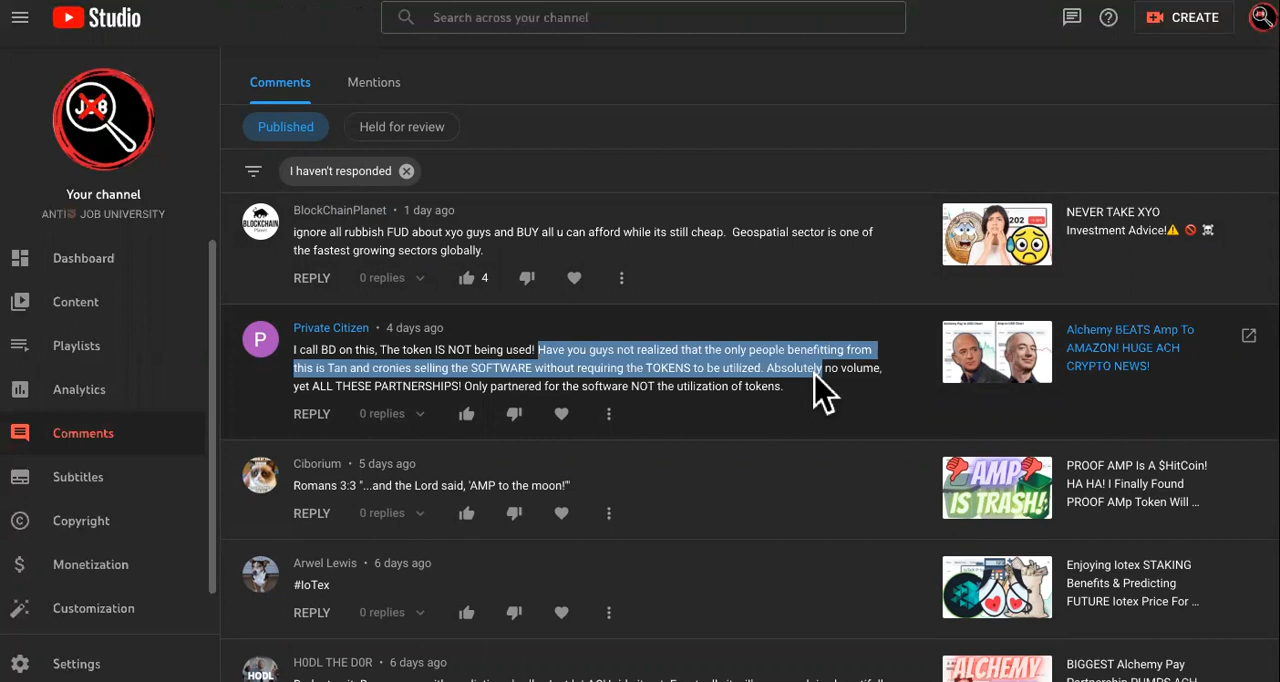 Studio
Search across your channel
CREATE
JOB
Your channel
ANTI JOB UNIVERSITY
Dashboard
Content
Playlists
Analytics
Comments
Subtitles
Copyright
Monetization
Customization
Settings
Comments
Mentions
Published
Held for review
I haven't responded
BLOCKCHAIN
Planet
BlockChainPlanet • 1 day ago
ignore all rubbish FUD about xyo guys and BUY all u can afford while its still cheap. Geospatial sector is one of
the fastest growing sectors globally.
REPLY 0 replies 4
202
NEVER TAKE XYO
Investment Advice!⚠️ 🚫 ☠️
P
Private Citizen • 4 days ago
I call BD on this, The token IS NOT being used! Have you guys not realized that the only people benefitting from
this is Tan and cronies selling the SOFTWARE without requiring the TOKENS to be utilized. Absolutely no volume,
yet ALL THESE PARTNERSHIPS! Only partnered for the software NOT the utilization of tokens.
REPLY 0 replies
Alchemy BEATS Amp To
AMAZON! HUGE ACH
CRYPTO NEWS!
Ciborium • 5 days ago
Romans 3:3 "...and the Lord said, 'AMP to the moon!'"
REPLY 0 replies
AMP
IS TRASH!
PROOF AMP Is A $HitCoin!
HA HA! I Finally Found
PROOF AMp Token Will ...
Arwel Lewis • 6 days ago
#IoTex
REPLY 0 replies
Enjoying Iotex STAKING
Benefits & Predicting
FUTURE Iotex Price For ...
HODL
H0DL THE D0R • 6 days ago
ALCHEMY
BIGGEST Alchemy Pay
Partnership PUMPS ACH